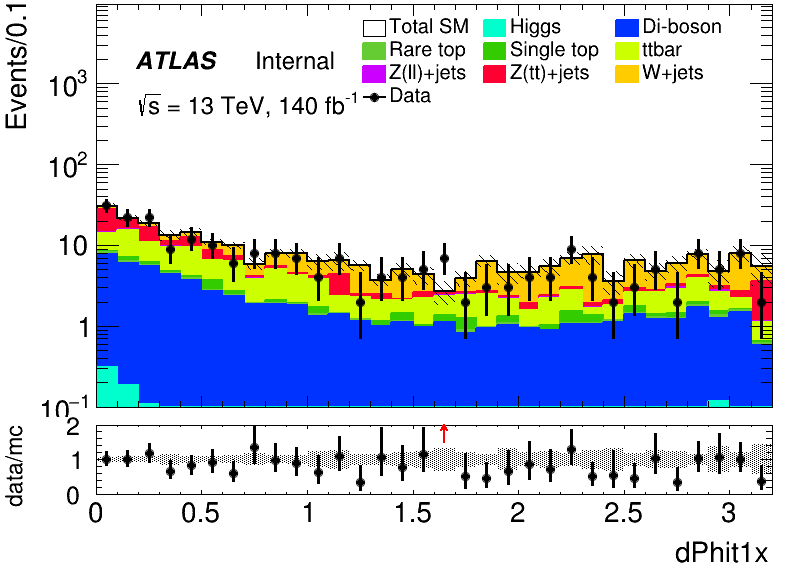 Events/0.1
10³
10²
10
1
10⁻¹
ATLAS Internal
√s = 13 TeV, 140 fb⁻¹
Total SM Higgs Di-boson
Rare top Single top ttbar
Z(ll)+jets Z(tt)+jets W+jets
Data
data/mc
2
1
0
0 0.5 1 1.5 2 2.5 3
dPhit1x